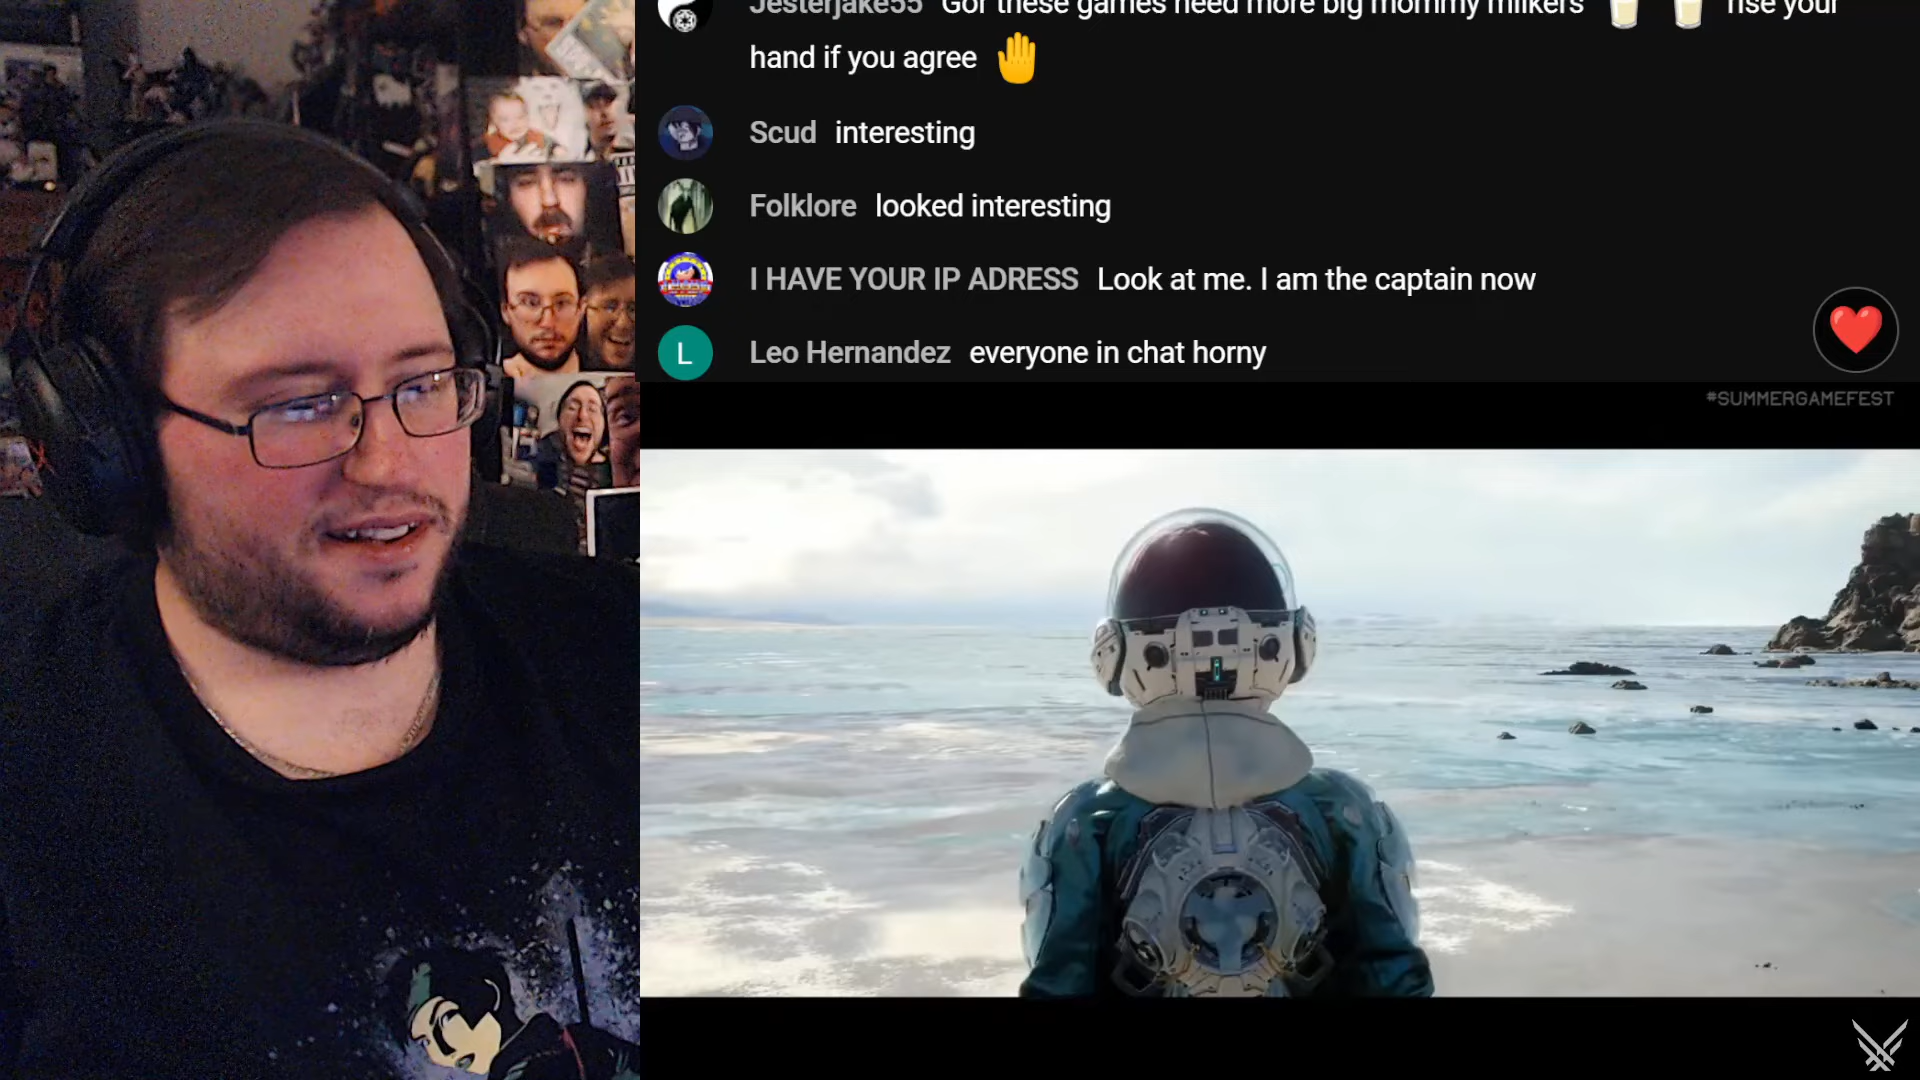 Jesterjake55 Gor these games need more big mommy milkers 🥛 🥛 rise your
hand if you agree 🤚
Scud interesting
Folklore looked interesting
I HAVE YOUR IP ADRESS Look at me. I am the captain now
L Leo Hernandez everyone in chat horny
#SUMMERGAMEFEST